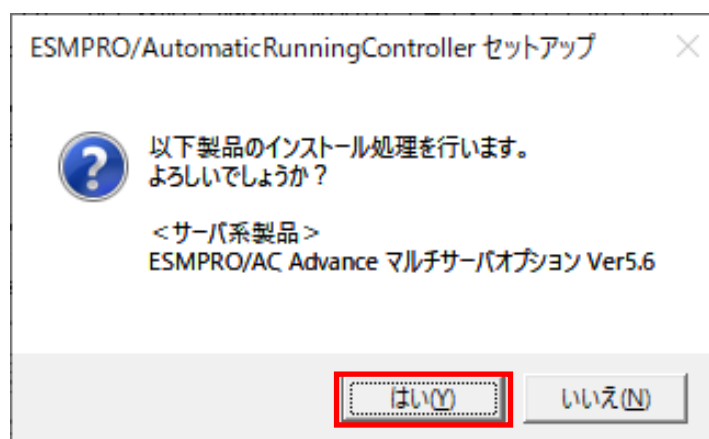 ESMPRO/AutomaticRunningController セットアップ
以下製品のインストール処理を行います。
よろしいでしょうか？
＜サーバ系製品＞
ESMPRO/AC Advance マルチサーバオプション Ver5.6
はい(Y)
いいえ(N)